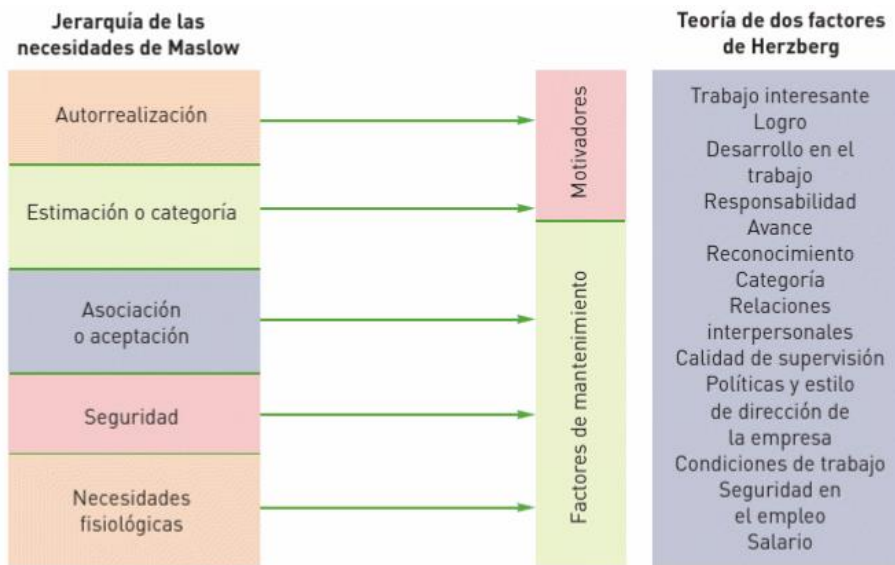 Jerarquía de las
necesidades de Maslow
Autorrealización
Estimación o categoría
Asociación
o aceptación
Seguridad
Necesidades
fisiológicas
Motivadores
Factores de mantenimiento
Teoría de dos factores
de Herzberg
Trabajo interesante
Logro
Desarrollo en el
trabajo
Responsabilidad
Avance
Reconocimiento
Categoría
Relaciones
interpersonales
Calidad de supervisión
Políticas y estilo
de dirección de
la empresa
Condiciones de trabajo
Seguridad en
el empleo
Salario